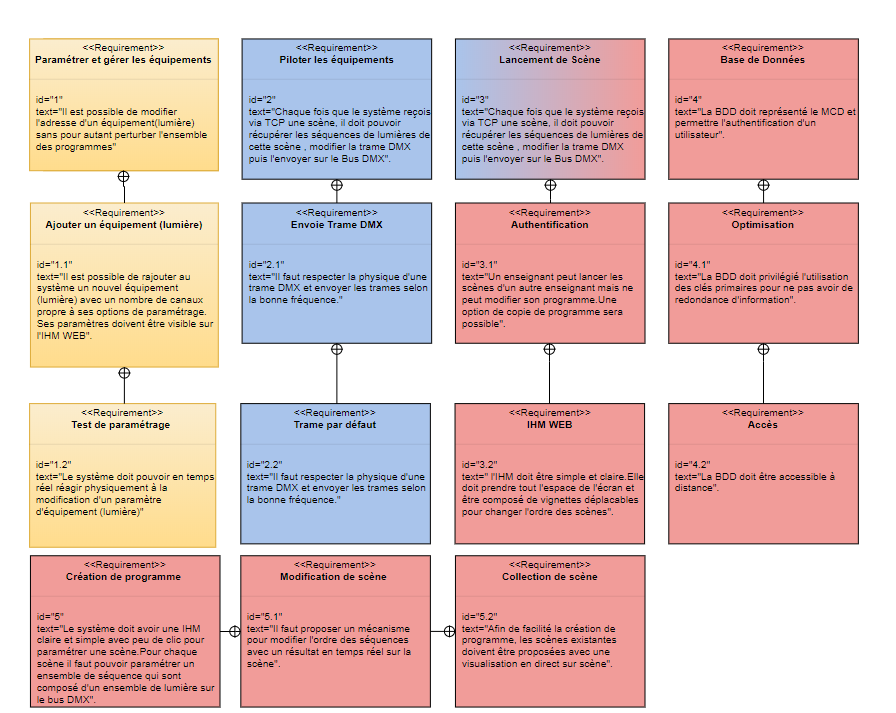 <<Requirement>>
Paramétrer et gérer les équipements
id="1"
text="Il est possible de modifier
l'adresse d'un équipement(lumière)
sans pour autant perturber l'ensemble
des programmes"
<<Requirement>>
Piloter les équipements
id="2"
text="Chaque fois que le système reçois
via TCP une scène, il doit pouvoir
récupérer les séquences de lumières de
cette scène , modifier la trame DMX
puis l'envoyer sur le Bus DMX".
<<Requirement>>
Lancement de Scène
id="3"
text="Chaque fois que le système reçois
via TCP une scène, il doit pouvoir
récupérer les séquences de lumières de
cette scène , modifier la trame DMX
puis l'envoyer sur le Bus DMX".
<<Requirement>>
Base de Données
id="4"
text="La BDD doit représenté le MCD et
permettre l'authentification d'un
utilisateur".
<<Requirement>>
Ajouter un équipement (lumière)
id="1.1"
text="Il est possible de rajouter au
système un nouvel équipement
(lumière) avec un nombre de canaux
propre à ses options de paramétrage.
Ses paramètres doivent être visible sur
l'IHM WEB".
<<Requirement>>
Envoie Trame DMX
id="2.1"
text="Il faut respecter la physique d'une
trame DMX et envoyer les trames selon
la bonne fréquence."
<<Requirement>>
Authentification
id="3.1"
text="Un enseignant peut lancer les
scènes d'un autre enseignant mais ne
peut modifier son programme.Une
option de copie de programme sera
possible".
<<Requirement>>
Optimisation
id="4.1"
text="La BDD doit privilégié l'utilisation
des clés primaires pour ne pas avoir de
redondance d'information".
<<Requirement>>
Test de paramétrage
id="1.2"
text="Le système doit pouvoir en temps
réel réagir physiquement à la
modification d'un paramètre
d'équipement (lumière)"
<<Requirement>>
Trame par défaut
id="2.2"
text="Il faut respecter la physique d'une
trame DMX et envoyer les trames selon
la bonne fréquence."
<<Requirement>>
IHM WEB
id="3.2"
text=" l'IHM doit être simple et claire.Elle
doit prendre tout l'espace de l'écran et
être composé de vignettes déplacables
pour changer l'ordre des scènes".
<<Requirement>>
Accès
id="4.2"
text="La BDD doit être accessible à
distance".
<<Requirement>>
Création de programme
id="5"
text="Le système doit avoir une IHM
claire et simple avec peu de clic pour
paramétrer une scène.Pour chaque
scène il faut pouvoir paramétrer un
ensemble de séquence qui sont
composé d'un ensemble de lumière sur
le bus DMX".
<<Requirement>>
Modification de scène
id="5.1"
text="Il faut proposer un mécanisme
pour modifier l'ordre des séquences
avec un résultat en temps réel sur la
scène".
<<Requirement>>
Collection de scène
id="5.2"
text="Afin de facilité la création de
programme, les scènes existantes
doivent être proposées avec une
visualisation en direct sur scène".